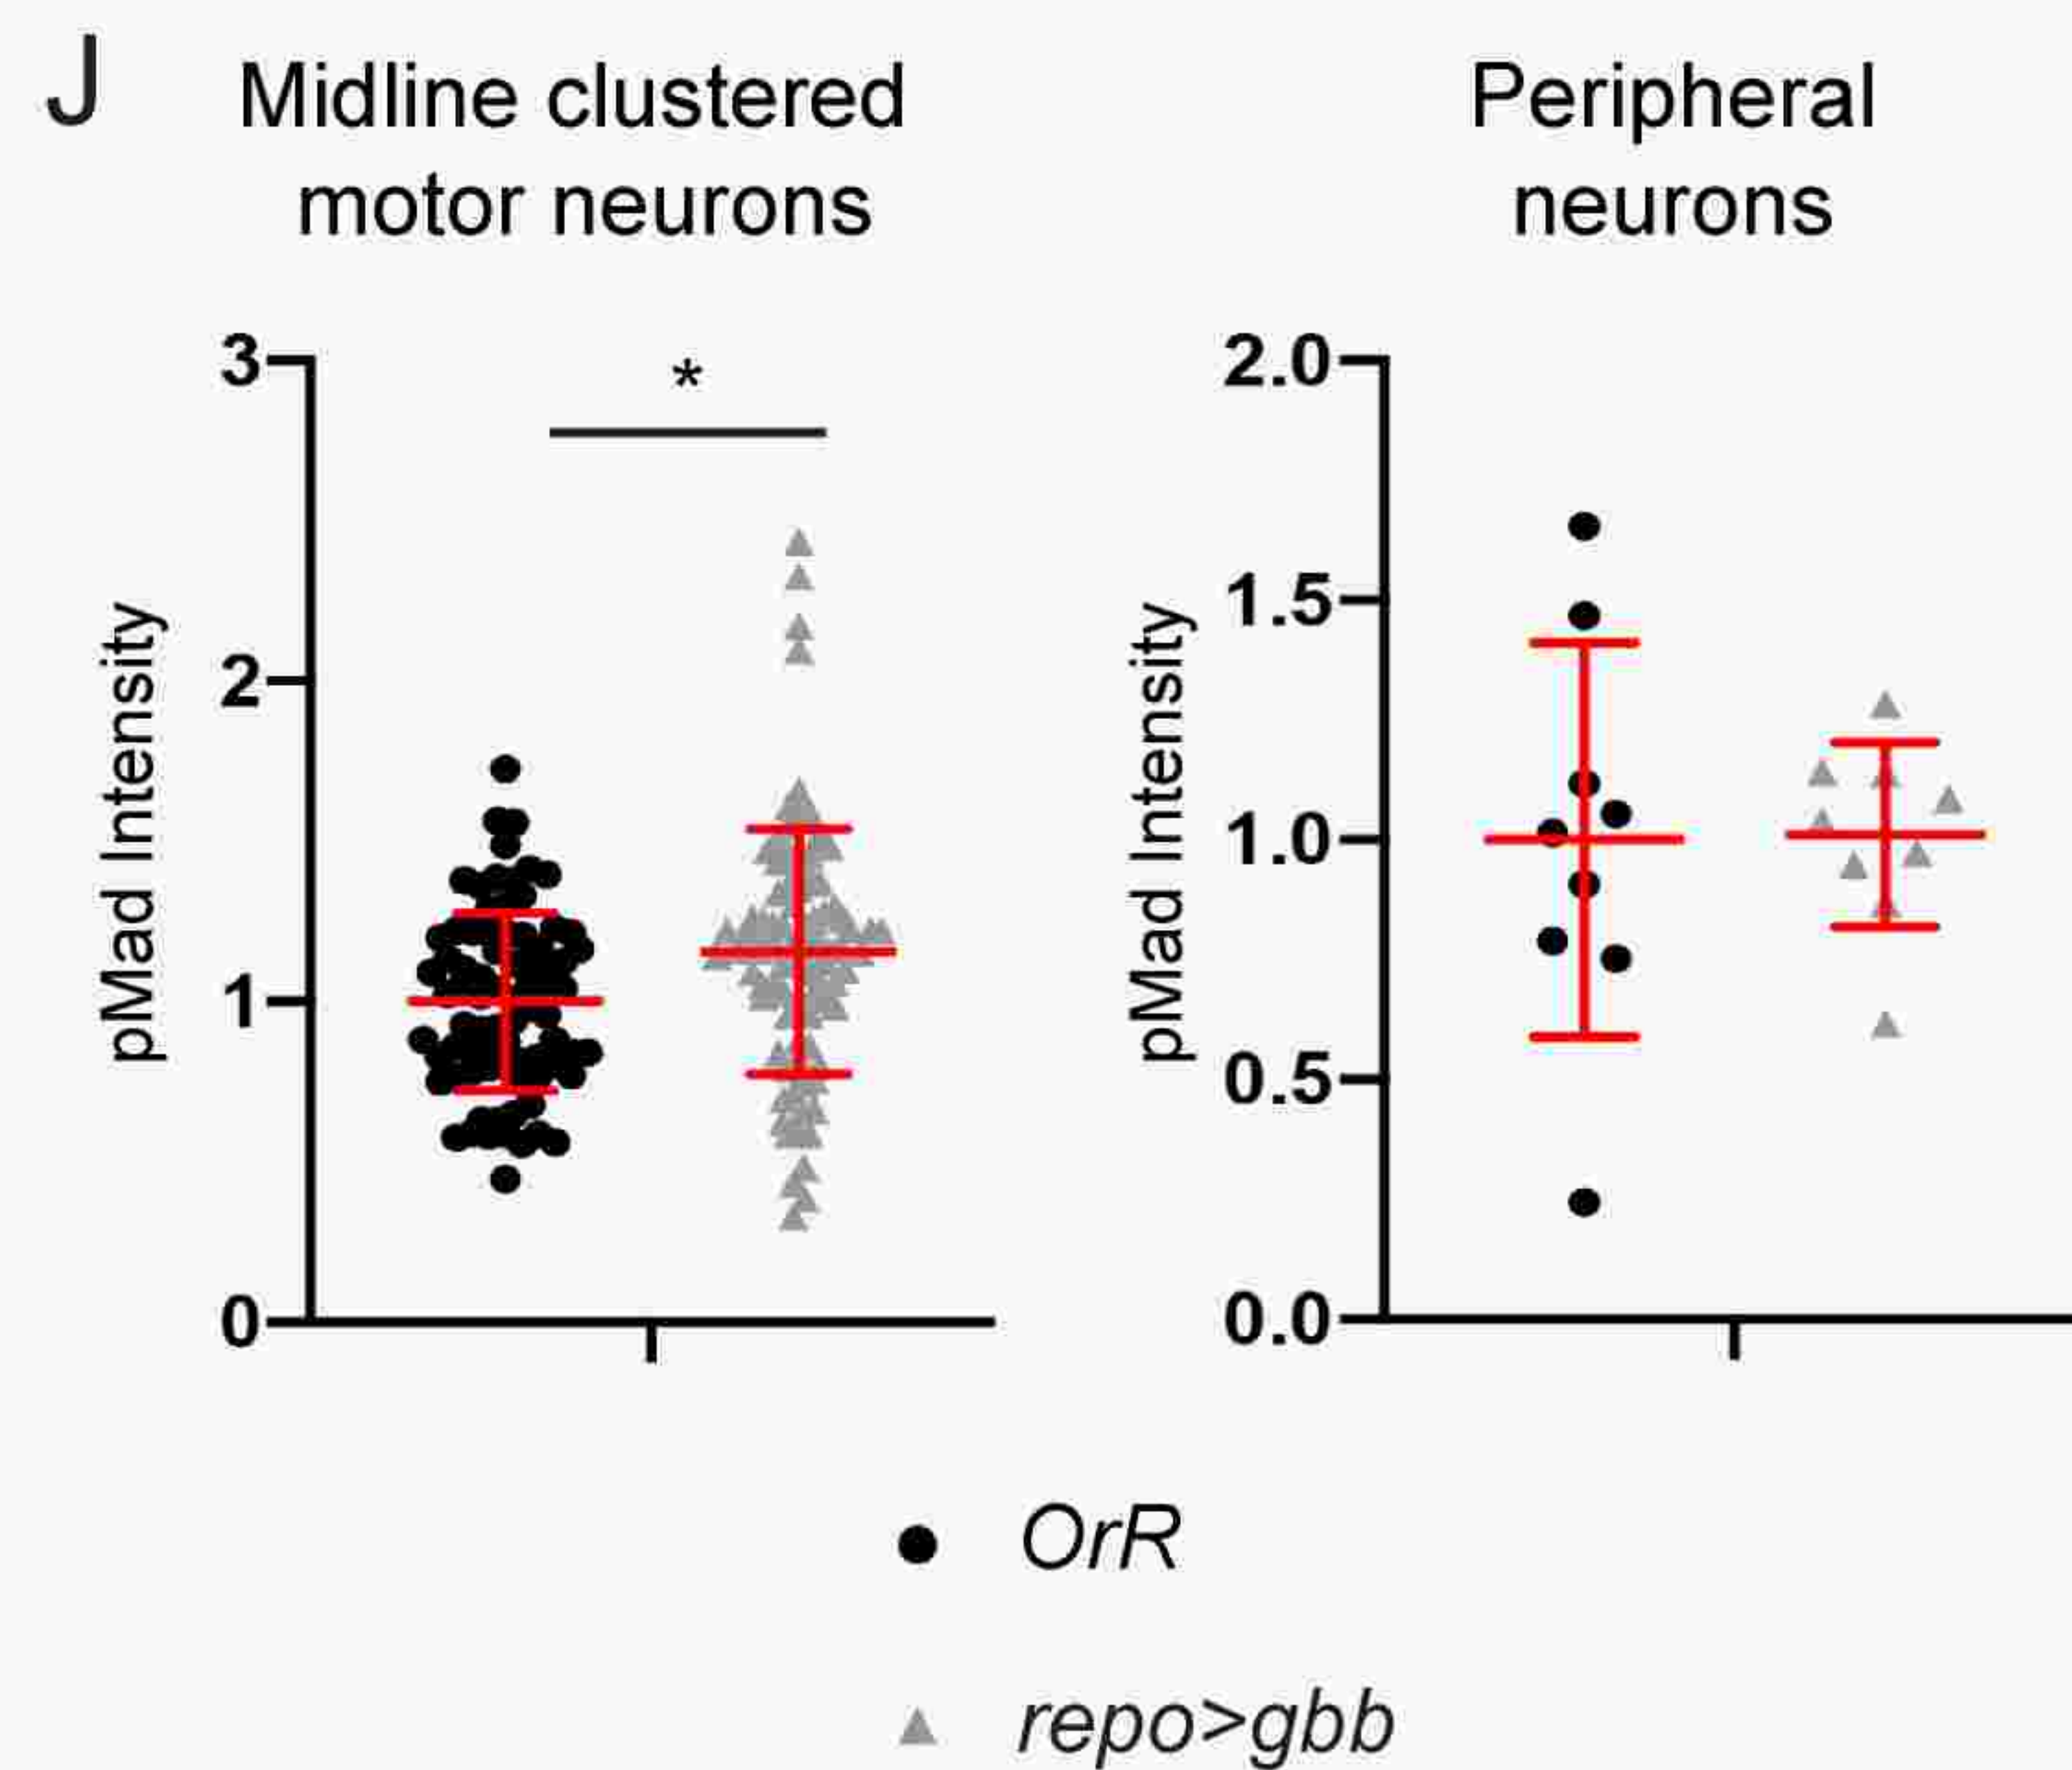 J
Midline clustered
motor neurons
Peripheral
neurons
pMad Intensity
3
*
2
1
0
pMad Intensity
2.0
1.5
1.0
0.5
0.0
OrR
repo>gbb